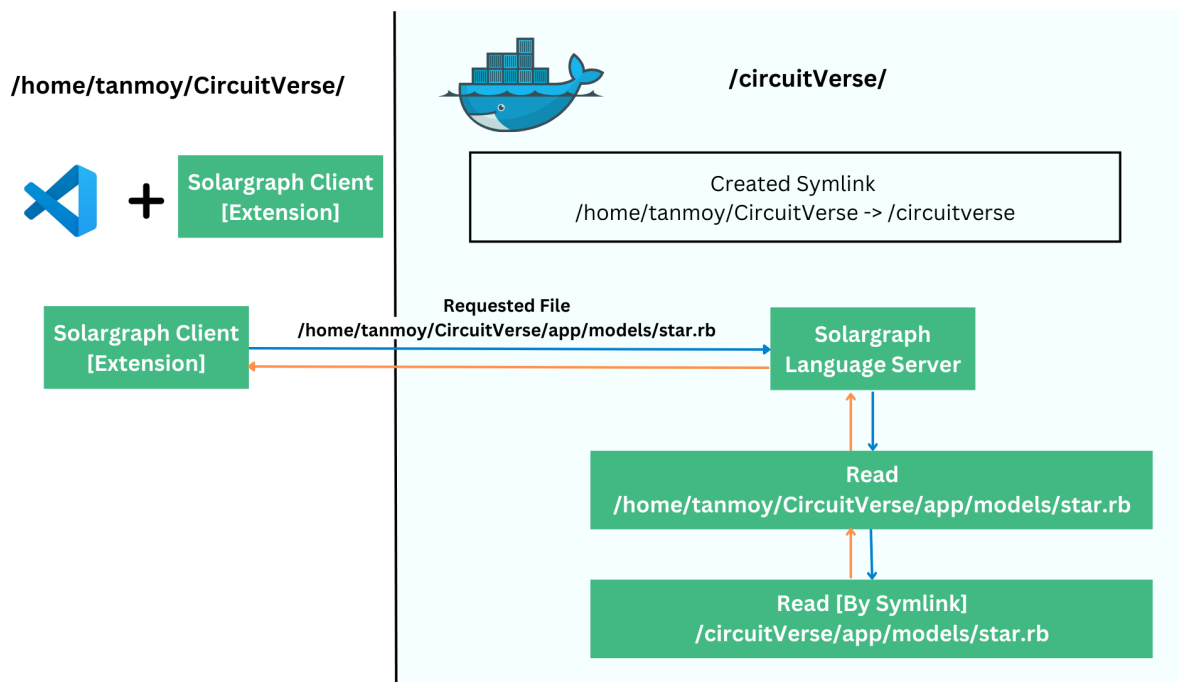 /home/tanmoy/CircuitVerse/
/circuitVerse/
Solargraph Client
[Extension]
Created Symlink
/home/tanmoy/CircuitVerse -> /circuitverse
Requested File
/home/tanmoy/CircuitVerse/app/models/star.rb
Solargraph Client
[Extension]
Solargraph
Language Server
Read
/home/tanmoy/CircuitVerse/app/models/star.rb
Read [By Symlink]
/circuitVerse/app/models/star.rb